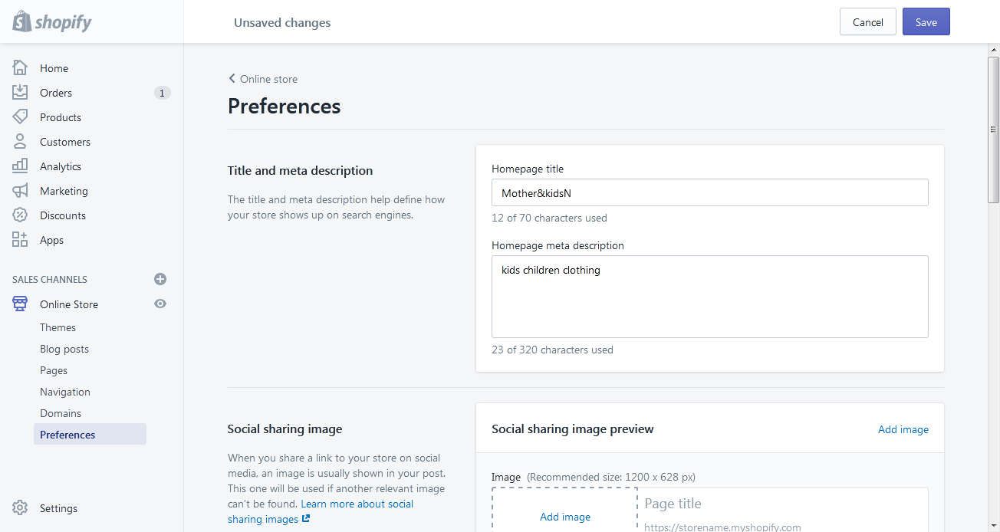 shopify
Unsaved changes
Cancel
Save
Home
Orders
1
Products
Customers
Analytics
Marketing
Discounts
Apps
SALES CHANNELS
Online Store
Themes
Blog posts
Pages
Navigation
Domains
Preferences
Settings
Online store
Preferences
Title and meta description
The title and meta description help define how
your store shows up on search engines.
Homepage title
Mother&kidsN
12 of 70 characters used
Homepage meta description
kids children clothing
23 of 320 characters used
Social sharing image
When you share a link to your store on social
media, an image is usually shown in your post.
This one will be used if another relevant image
can't be found. Learn more about social
sharing images
Social sharing image preview
Add image
Image (Recommended size: 1200 x 628 px)
Add image
Page title
https://storename.myshopify.com